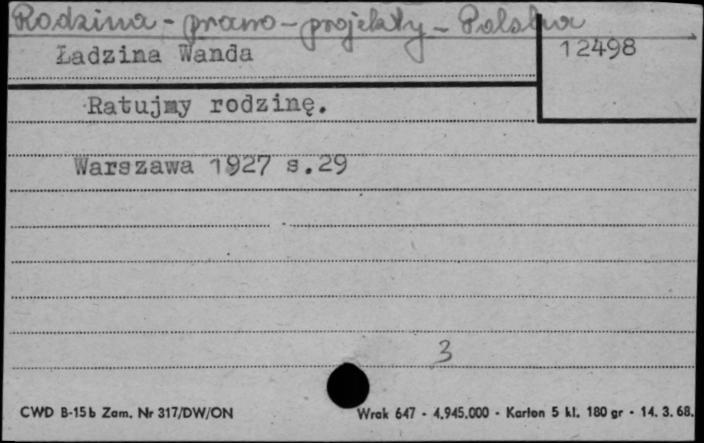 Rodzina - prawo - projekty - Polska
Ładzina Wanda
12498
Ratujmy rodzinę.
Warszawa 1927 s.29
3
CWD B-15b Zam. Nr 317/DW/ON
Wrak 647 - 4.945.000 - Karton 5 kl. 180 gr - 14. 3. 68.